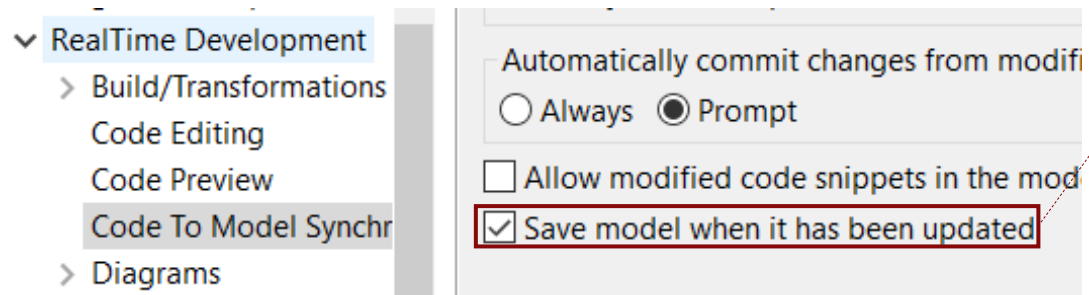 RealTime Development
Build/Transformations
Code Editing
Code Preview
Code To Model Synchr
Diagrams
Automatically commit changes from modifi
Always Prompt
Allow modified code snippets in the mode
Save model when it has been updated